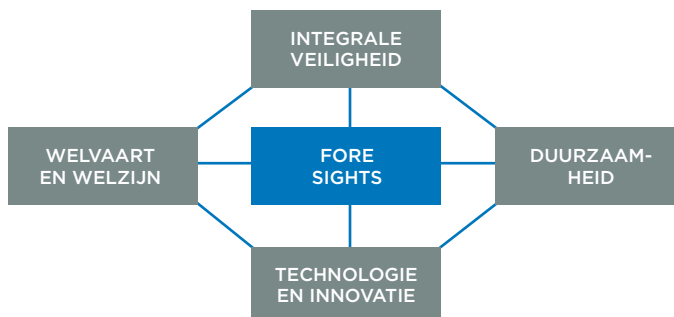 INTEGRALE
VEILIGHEID
WELVAART
EN WELZIJN
FORE
SIGHTS
DUURZAAM-
HEID
TECHNOLOGIE
EN INNOVATIE